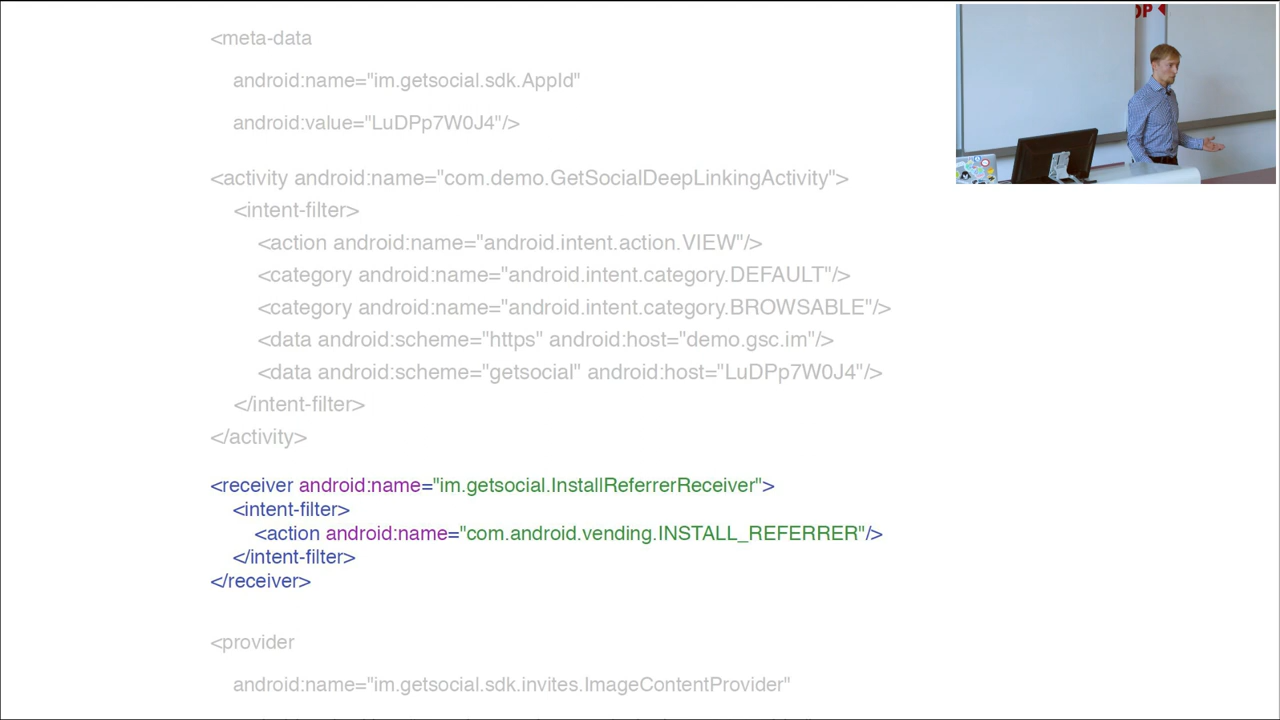 <meta-data
android:name="im.getsocial.sdk.AppId"
android:value="LuDPp7W0J4"/>
<activity android:name="com.demo.GetSocialDeepLinkingActivity">
<intent-filter>
<action android:name="android.intent.action.VIEW"/>
<category android:name="android.intent.category.DEFAULT"/>
<category android:name="android.intent.category.BROWSABLE"/>
<data android:scheme="https" android:host="demo.gsc.im"/>
<data android:scheme="getsocial" android:host="LuDPp7W0J4"/>
</intent-filter>
</activity>
<receiver android:name="im.getsocial.InstallReferrerReceiver">
<intent-filter>
<action android:name="com.android.vending.INSTALL_REFERRER"/>
</intent-filter>
</receiver>
<provider
android:name="im.getsocial.sdk.invites.ImageContentProvider"